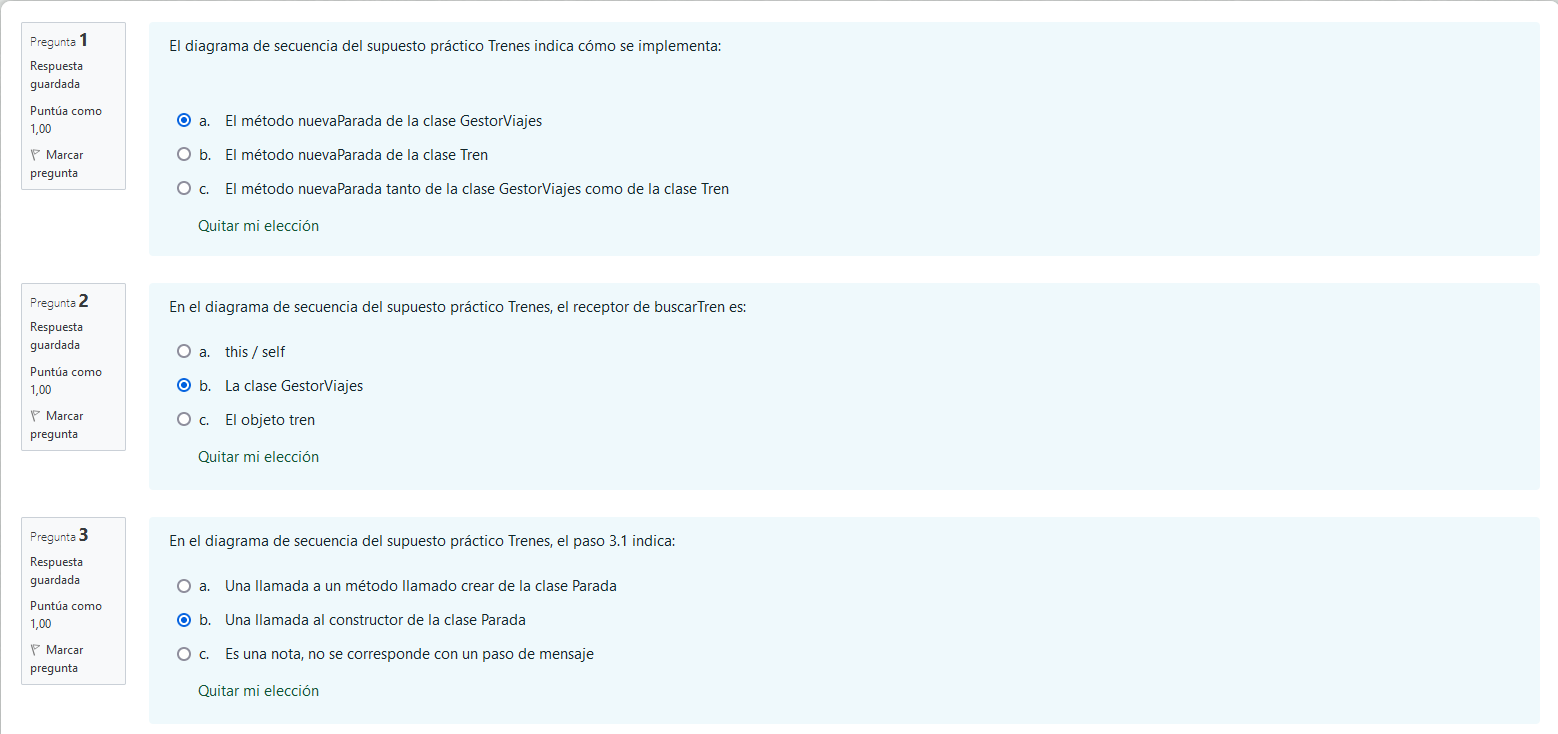 Pregunta 1
Respuesta
guardada
Puntúa como
1,00
Marcar
pregunta
El diagrama de secuencia del supuesto práctico Trenes indica cómo se implementa:
a. El método nuevaParada de la clase GestorViajes
b. El método nuevaParada de la clase Tren
c. El método nuevaParada tanto de la clase GestorViajes como de la clase Tren
Quitar mi elección
Pregunta 2
Respuesta
guardada
Puntúa como
1,00
Marcar
pregunta
En el diagrama de secuencia del supuesto práctico Trenes, el receptor de buscarTren es:
a. this / self
b. La clase GestorViajes
c. El objeto tren
Quitar mi elección
Pregunta 3
Respuesta
guardada
Puntúa como
1,00
Marcar
pregunta
En el diagrama de secuencia del supuesto práctico Trenes, el paso 3.1 indica:
a. Una llamada a un método llamado crear de la clase Parada
b. Una llamada al constructor de la clase Parada
c. Es una nota, no se corresponde con un paso de mensaje
Quitar mi elección